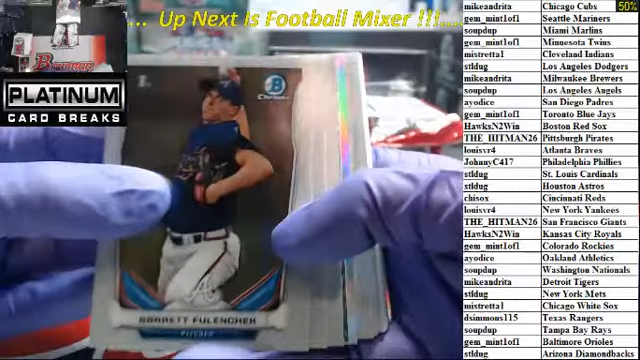 ... Up Next Is Football Mixer !!!....
Bowman
PLATINUM
CARD BREAKS
B
Chrome
GARRETT FULENCHEK
PITCHER
50%
mikeandrita Chicago Cubs
gem_mint1of1 Seattle Mariners
soupdup Miami Marlins
gem_mint1of1 Minnesota Twins
mistretta1 Cleveland Indians
stldug Los Angeles Dodgers
mikeandrita Milwaukee Brewers
soupdup Los Angeles Angels
ayodice San Diego Padres
gem_mint1of1 Toronto Blue Jays
HawksN2Win Boston Red Sox
THE_HITMAN26 Pittsburgh Pirates
louisvr4 Atlanta Braves
JohnnyC417 Philadelphia Phillies
stldug St. Louis Cardinals
stldug Houston Astros
chisox Cincinnati Reds
louisvr4 New York Yankees
THE_HITMAN26 San Francisco Giants
HawksN2Win Kansas City Royals
gem_mint1of1 Colorado Rockies
ayodice Oakland Athletics
soupdup Washington Nationals
mikeandrita Detroit Tigers
stldug New York Mets
mistretta1 Chicago White Sox
dsimmons115 Texas Rangers
soupdup Tampa Bay Rays
gem_mint1of1 Baltimore Orioles
stldug Arizona Diamondbacks